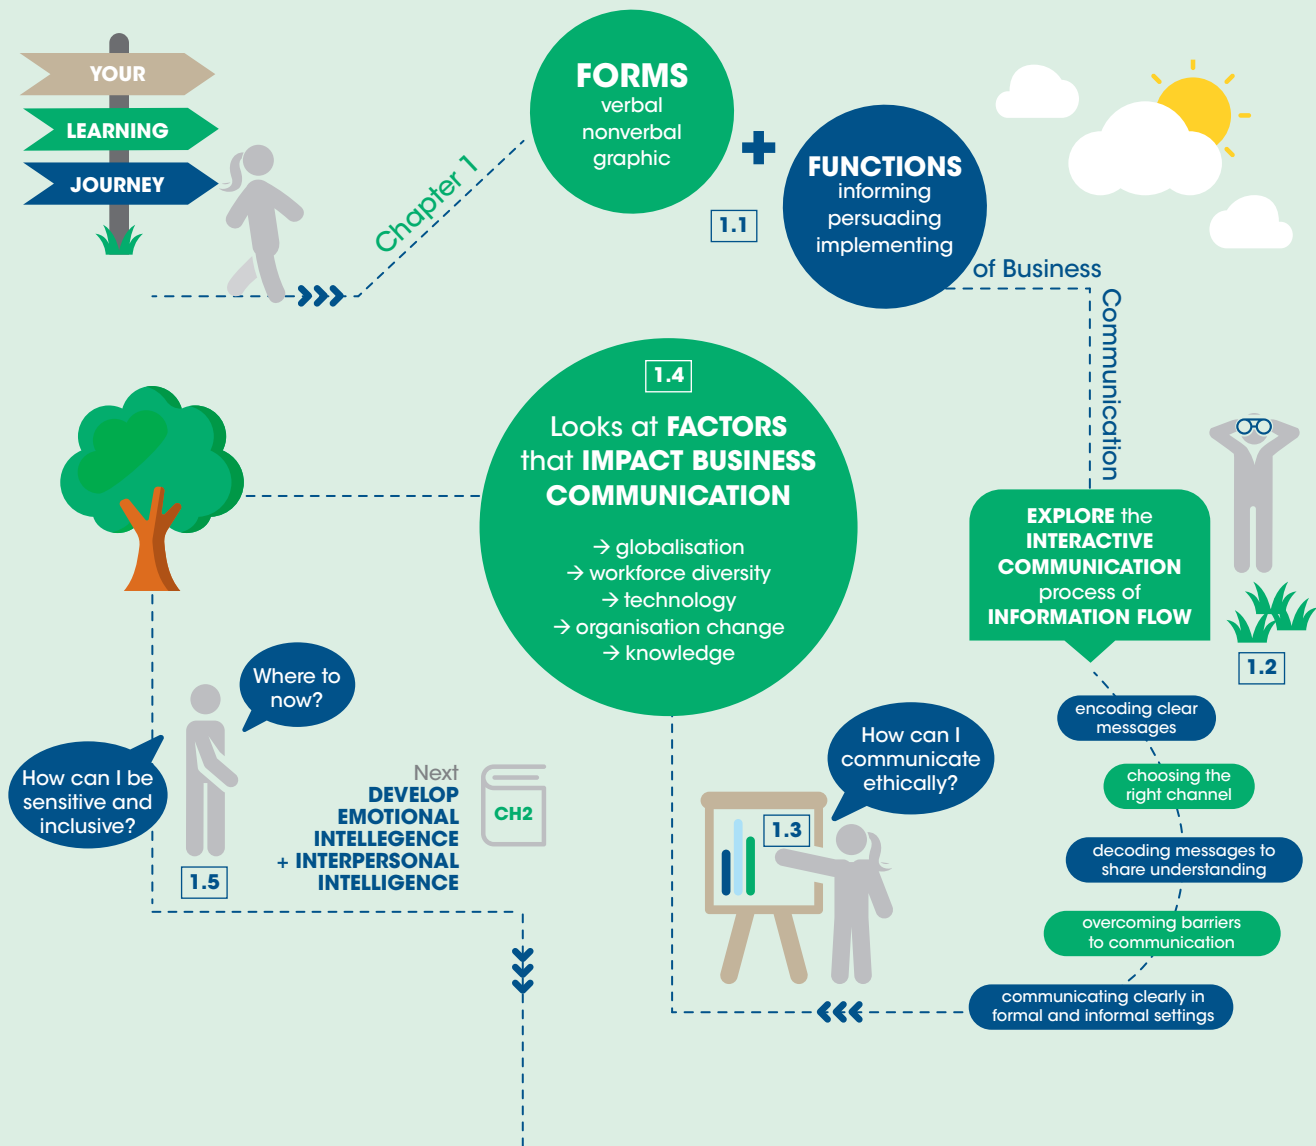 YOUR
LEARNING
JOURNEY
Chapter 1
FORMS
verbal
nonverbal
graphic
+
1.1
FUNCTIONS
informing
persuading
implementing
of Business
Communication
EXPLORE the
INTERACTIVE
COMMUNICATION
process of
INFORMATION FLOW
1.2
encoding clear
messages
choosing the
right channel
decoding messages to
share understanding
overcoming barriers
to communication
communicating clearly in
formal and informal settings
How can I
communicate
ethically?
1.3
1.4
Looks at FACTORS
that IMPACT BUSINESS
COMMUNICATION
→ globalisation
→ workforce diversity
→ technology
→ organisation change
→ knowledge
Where to
now?
How can I be
sensitive and
inclusive?
1.5
Next
DEVELOP
EMOTIONAL
INTELLEGENCE
+ INTERPERSONAL
INTELLIGENCE
CH2